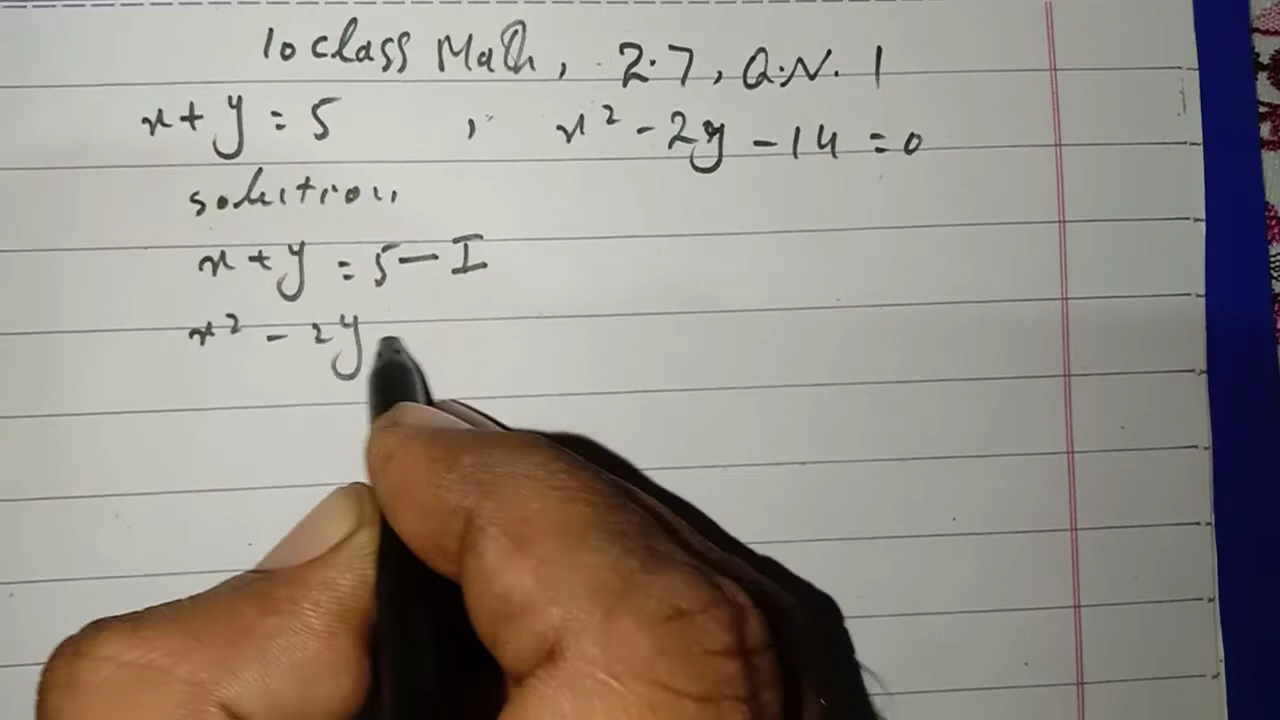 10 class Math, 2.7, Q.N. 1
x + y = 5 , x² - 2y - 14 = 0
solution
x + y = 5 — I
x² - 2y